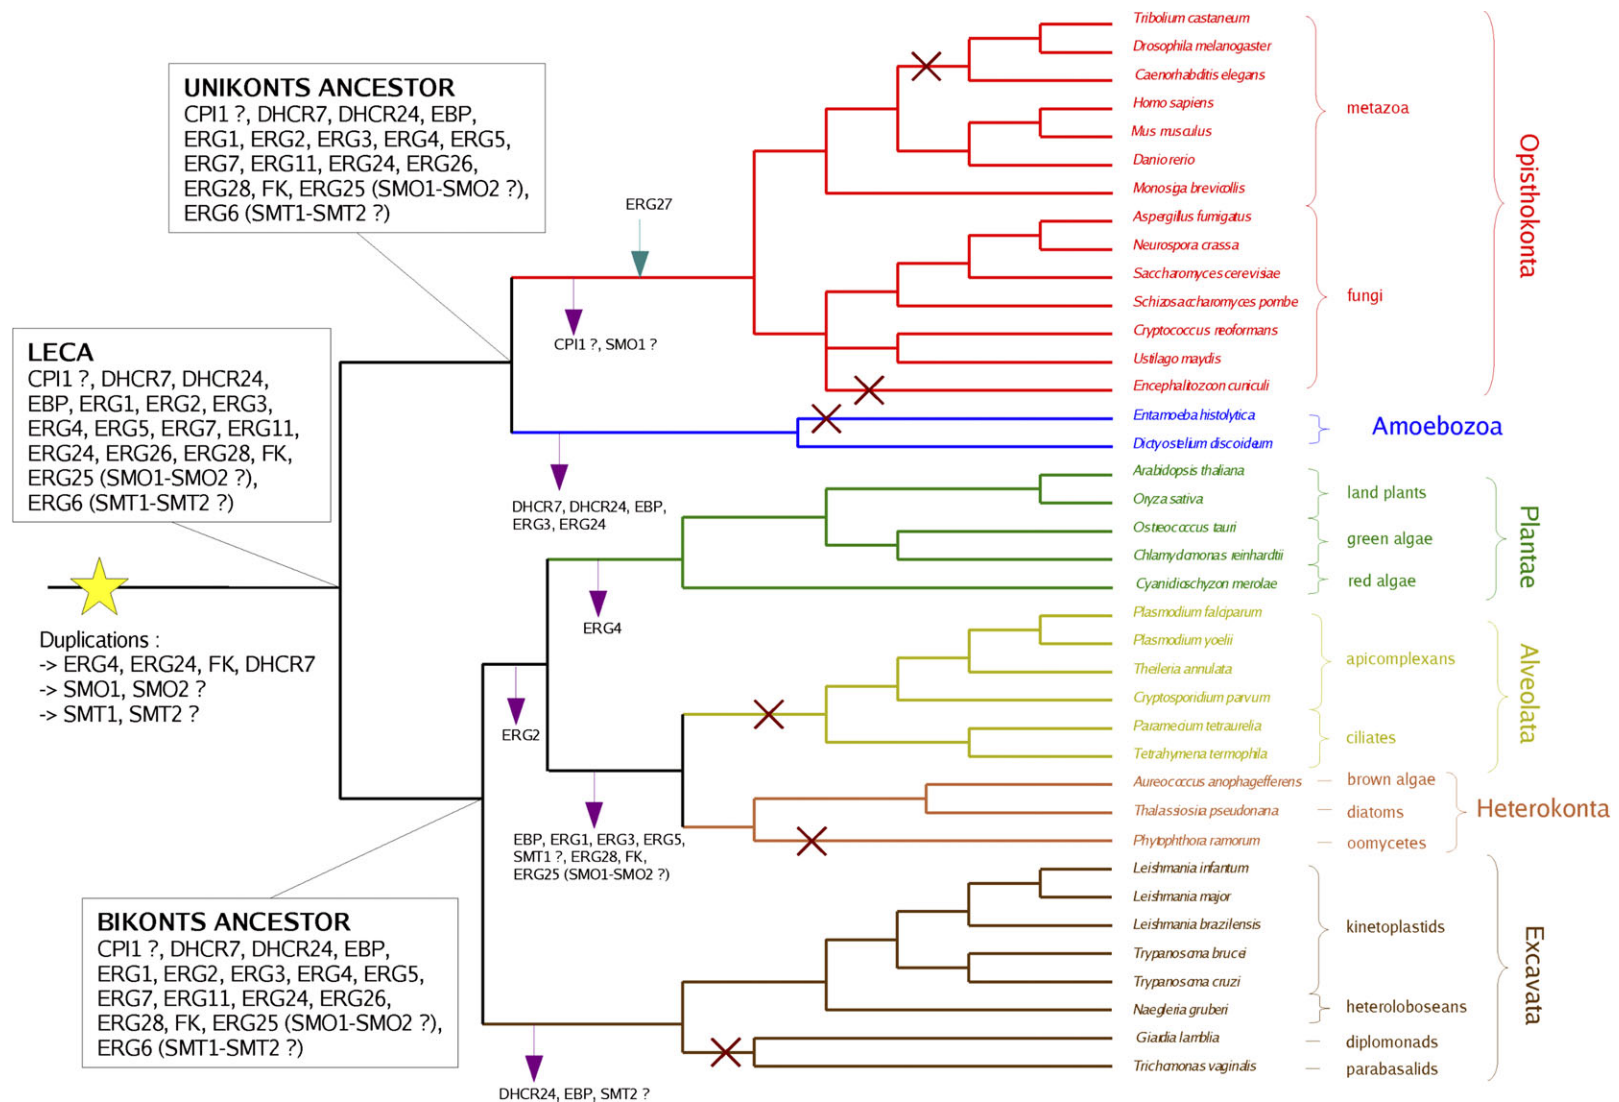 UNIKONTS ANCESTOR
CPI1 ?, DHCR7, DHCR24, EBP,
ERG1, ERG2, ERG3, ERG4, ERG5,
ERG7, ERG11, ERG24, ERG26,
ERG28, FK, ERG25 (SMO1-SMO2 ?),
ERG6 (SMT1-SMT2 ?)
LECA
CPI1 ?, DHCR7, DHCR24,
EBP, ERG1, ERG2, ERG3,
ERG4, ERG5, ERG7, ERG11,
ERG24, ERG26, ERG28, FK,
ERG25 (SMO1-SMO2 ?),
ERG6 (SMT1-SMT2 ?)
Duplications :
-> ERG4, ERG24, FK, DHCR7
-> SMO1, SMO2 ?
-> SMT1, SMT2 ?
BIKONTS ANCESTOR
CPI1 ?, DHCR7, DHCR24, EBP,
ERG1, ERG2, ERG3, ERG4, ERG5,
ERG7, ERG11, ERG24, ERG26,
ERG28, FK, ERG25 (SMO1-SMO2 ?),
ERG6 (SMT1-SMT2 ?)
ERG27
CPI1 ?, SMO1 ?
DHCR7, DHCR24, EBP,
ERG3, ERG24
ERG4
ERG2
EBP, ERG1, ERG3, ERG5,
SMT1 ?, ERG28, FK,
ERG25 (SMO1-SMO2 ?)
DHCR24, EBP, SMT2 ?
Tribolium castaneum
Drosophila melanogaster
Caenorhabditis elegans
Homo sapiens
Mus musculus
Danio rerio
Monosiga brevicollis
Aspergillus fumigatus
Neurospora crassa
Saccharomyces cerevisiae
Schizosaccharomyces pombe
Cryptococcus neoformans
Ustilago maydis
Encephalitozoon cuniculi
Entamoeba histolytica
Dictyostelium discoideum
Arabidopsis thaliana
Oryza sativa
Ostreococcus tauri
Chlamydomonas reinhardtii
Cyanidioschyzon merolae
Plasmodium falciparum
Plasmodium yoelii
Theileria annulata
Cryptosporidium parvum
Paramecium tetraurelia
Tetrahymena termophila
Aureococcus anophagefferens
Thalassiosira pseudonana
Phytophthora ramorum
Leishmania infantum
Leishmania major
Leishmania brazilensis
Trypanosoma brucei
Trypanosoma cruzi
Naegleria gruberi
Giardia lamblia
Trichomonas vaginalis
metazoa
fungi
land plants
green algae
red algae
apicomplexans
ciliates
brown algae
diatoms
oomycetes
kinetoplastids
heteroloboseans
diplomonads
parabasalids
Opisthokonta
Amoebozoa
Plantae
Alveolata
Heterokonta
Excavata